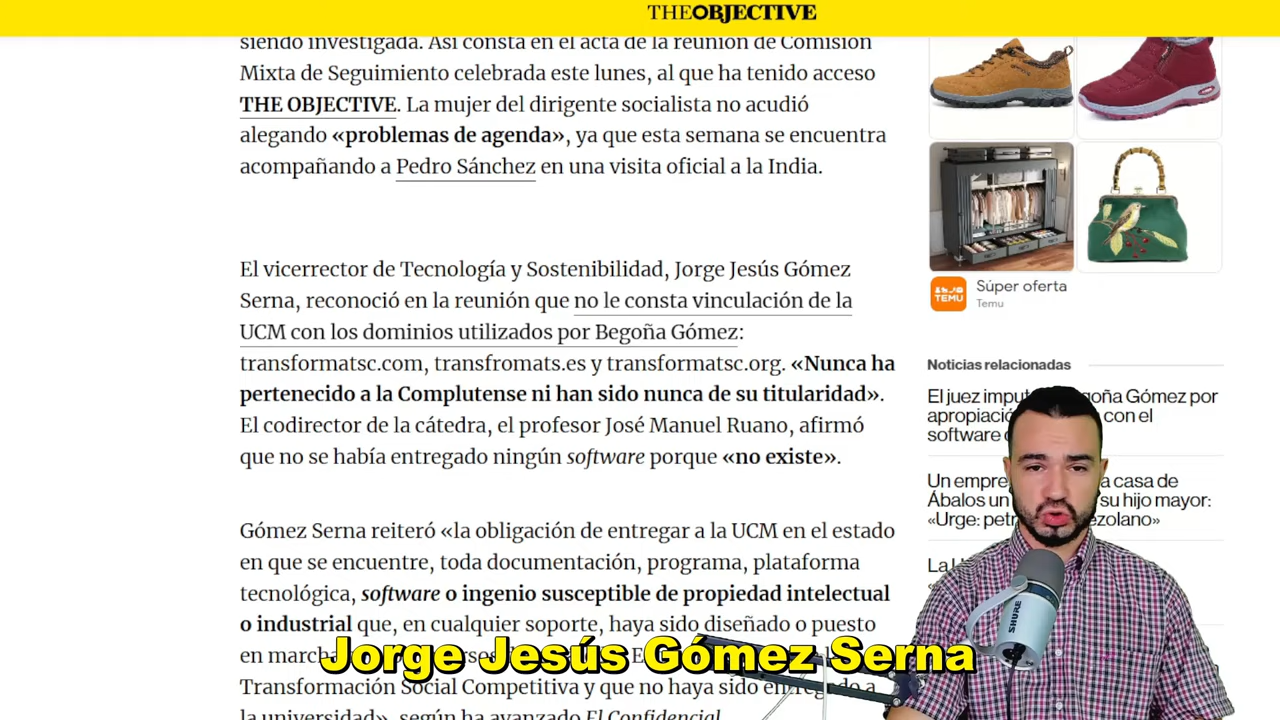 THEOBJECTIVE
siendo investigada. Así consta en el acta de la reunión de Comisión
Mixta de Seguimiento celebrada este lunes, al que ha tenido acceso
THE OBJECTIVE. La mujer del dirigente socialista no acudió
alegando «problemas de agenda», ya que esta semana se encuentra
acompañando a Pedro Sánchez en una visita oficial a la India.
El vicerrector de Tecnología y Sostenibilidad, Jorge Jesús Gómez
Serna, reconoció en la reunión que no le consta vinculación de la
UCM con los dominios utilizados por Begoña Gómez:
transformatsc.com, transfromats.es y transformatsc.org. «Nunca ha
pertenecido a la Complutense ni han sido nunca de su titularidad».
El codirector de la cátedra, el profesor José Manuel Ruano, afirmó
que no se había entregado ningún software porque «no existe».
Gómez Serna reiteró «la obligación de entregar a la UCM en el estado
en que se encuentre, toda documentación, programa, plataforma
tecnológica, software o ingenio susceptible de propiedad intelectual
o industrial que, en cualquier soporte, haya sido diseñado o puesto
en
Transformación Social Competitiva y que no haya sido entregado a
la universidad», según ha avanzado El Confidencial
TEMU
Súper oferta
Temu
Noticias relacionadas
El juez Gómez por
con el
software
Un casa de
Ábalos un su hijo mayor:
«Urge:
La
SHURE
Jorge Jesús Gómez Serna